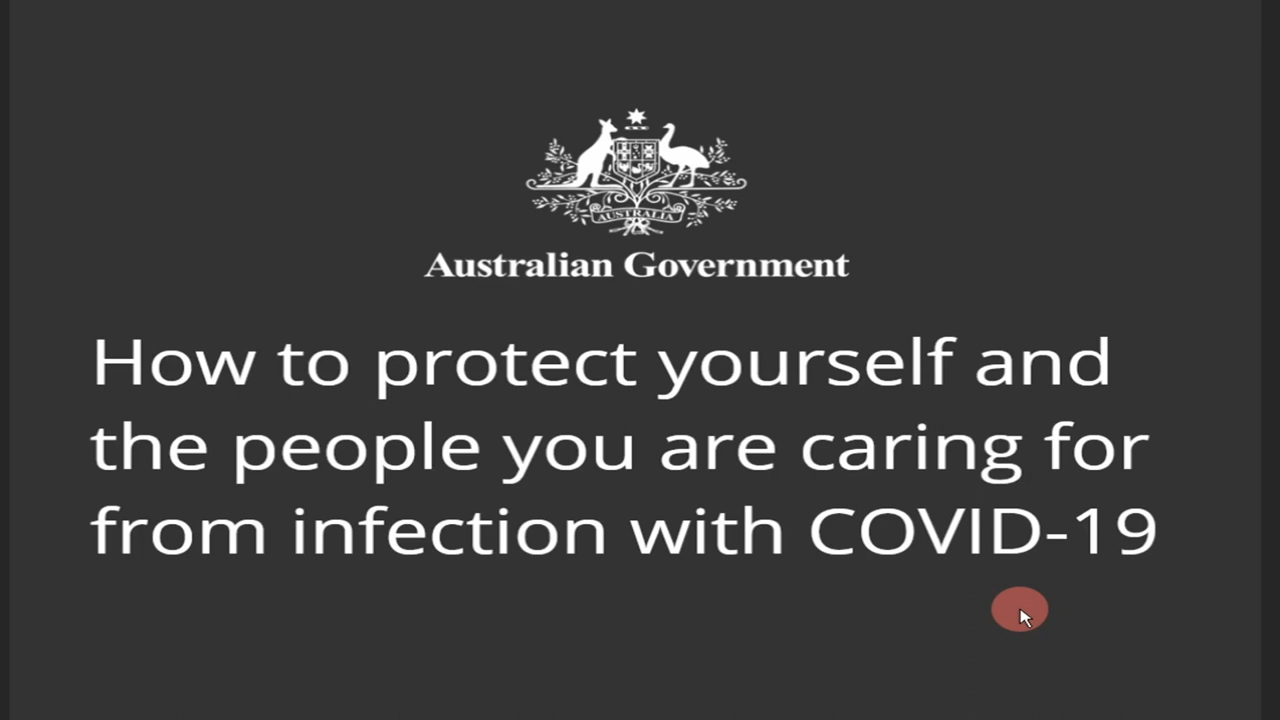 AUSTRALIA
Australian Government
How to protect yourself and
the people you are caring for
from infection with COVID-19